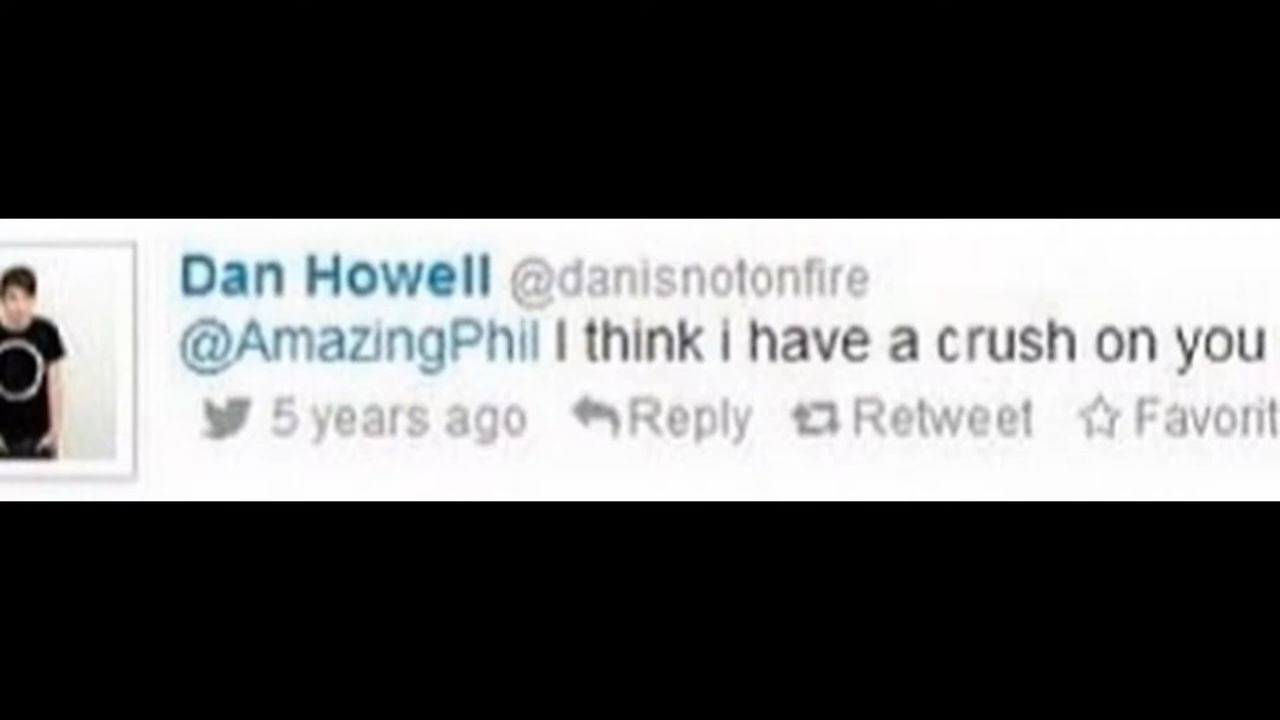 Dan Howell @danisnotonfire
@AmazingPhil I think i have a crush on you
5 years ago Reply Retweet Favorit